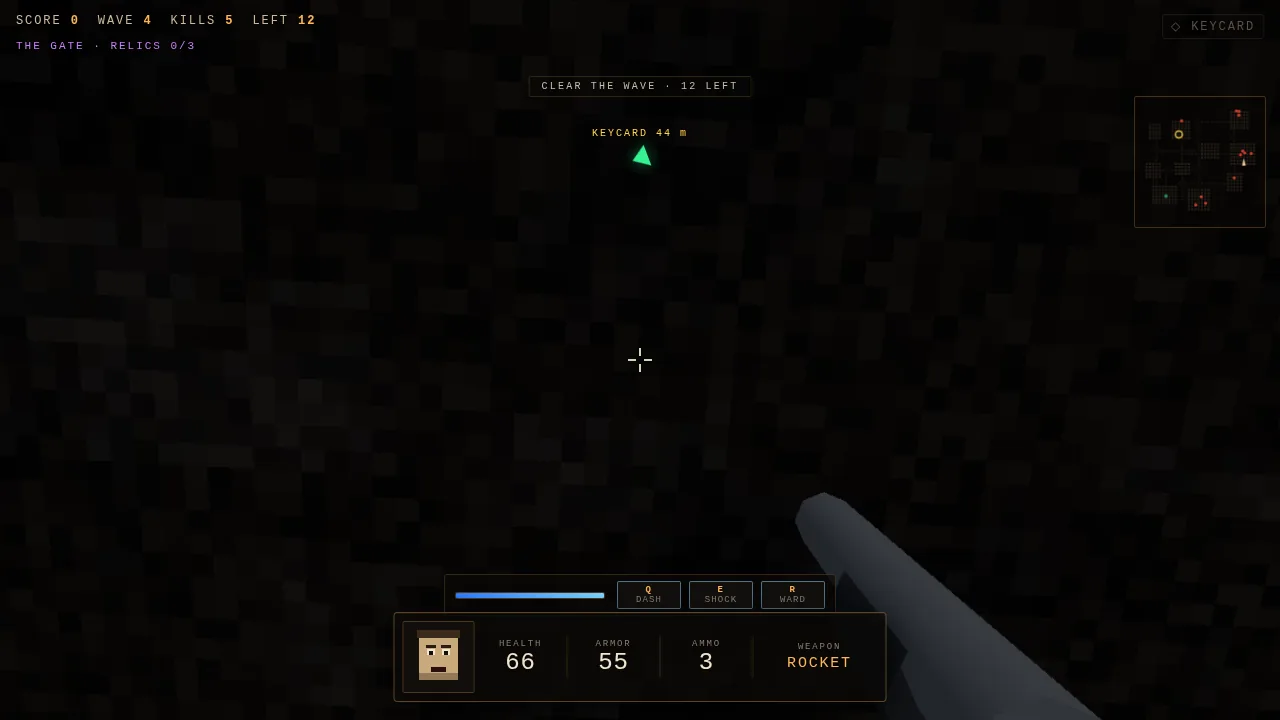 SCORE 0 WAVE 4 KILLS 5 LEFT 12
◇ KEYCARD
THE GATE · RELICS 0/3
CLEAR THE WAVE · 12 LEFT
KEYCARD 44 m
Q E R
DASH SHOCK WARD
HEALTH ARMOR AMMO WEAPON
66 55 3 ROCKET